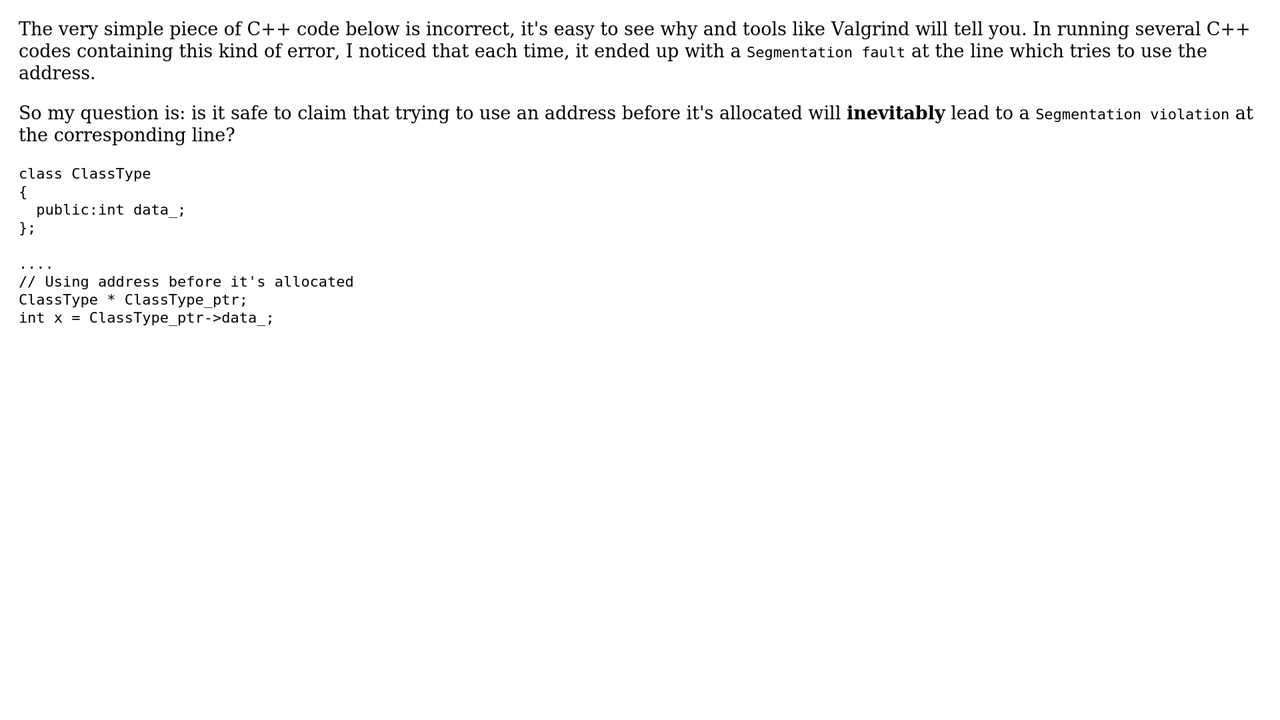 The very simple piece of C++ code below is incorrect, it's easy to see why and tools like Valgrind will tell you. In running several C++
codes containing this kind of error, I noticed that each time, it ended up with a Segmentation fault at the line which tries to use the
address.
So my question is: is it safe to claim that trying to use an address before it's allocated will inevitably lead to a Segmentation violation at
the corresponding line?
class ClassType
{
  public:int data_;
};
....
// Using address before it's allocated
ClassType * ClassType_ptr;
int x = ClassType_ptr->data_;